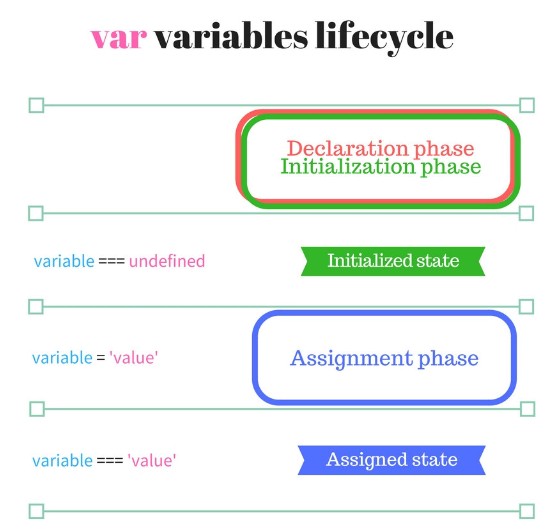 var variables lifecycle
Declaration phase
Initialization phase
variable === undefined
Initialized state
variable = 'value'
Assignment phase
variable === 'value'
Assigned state